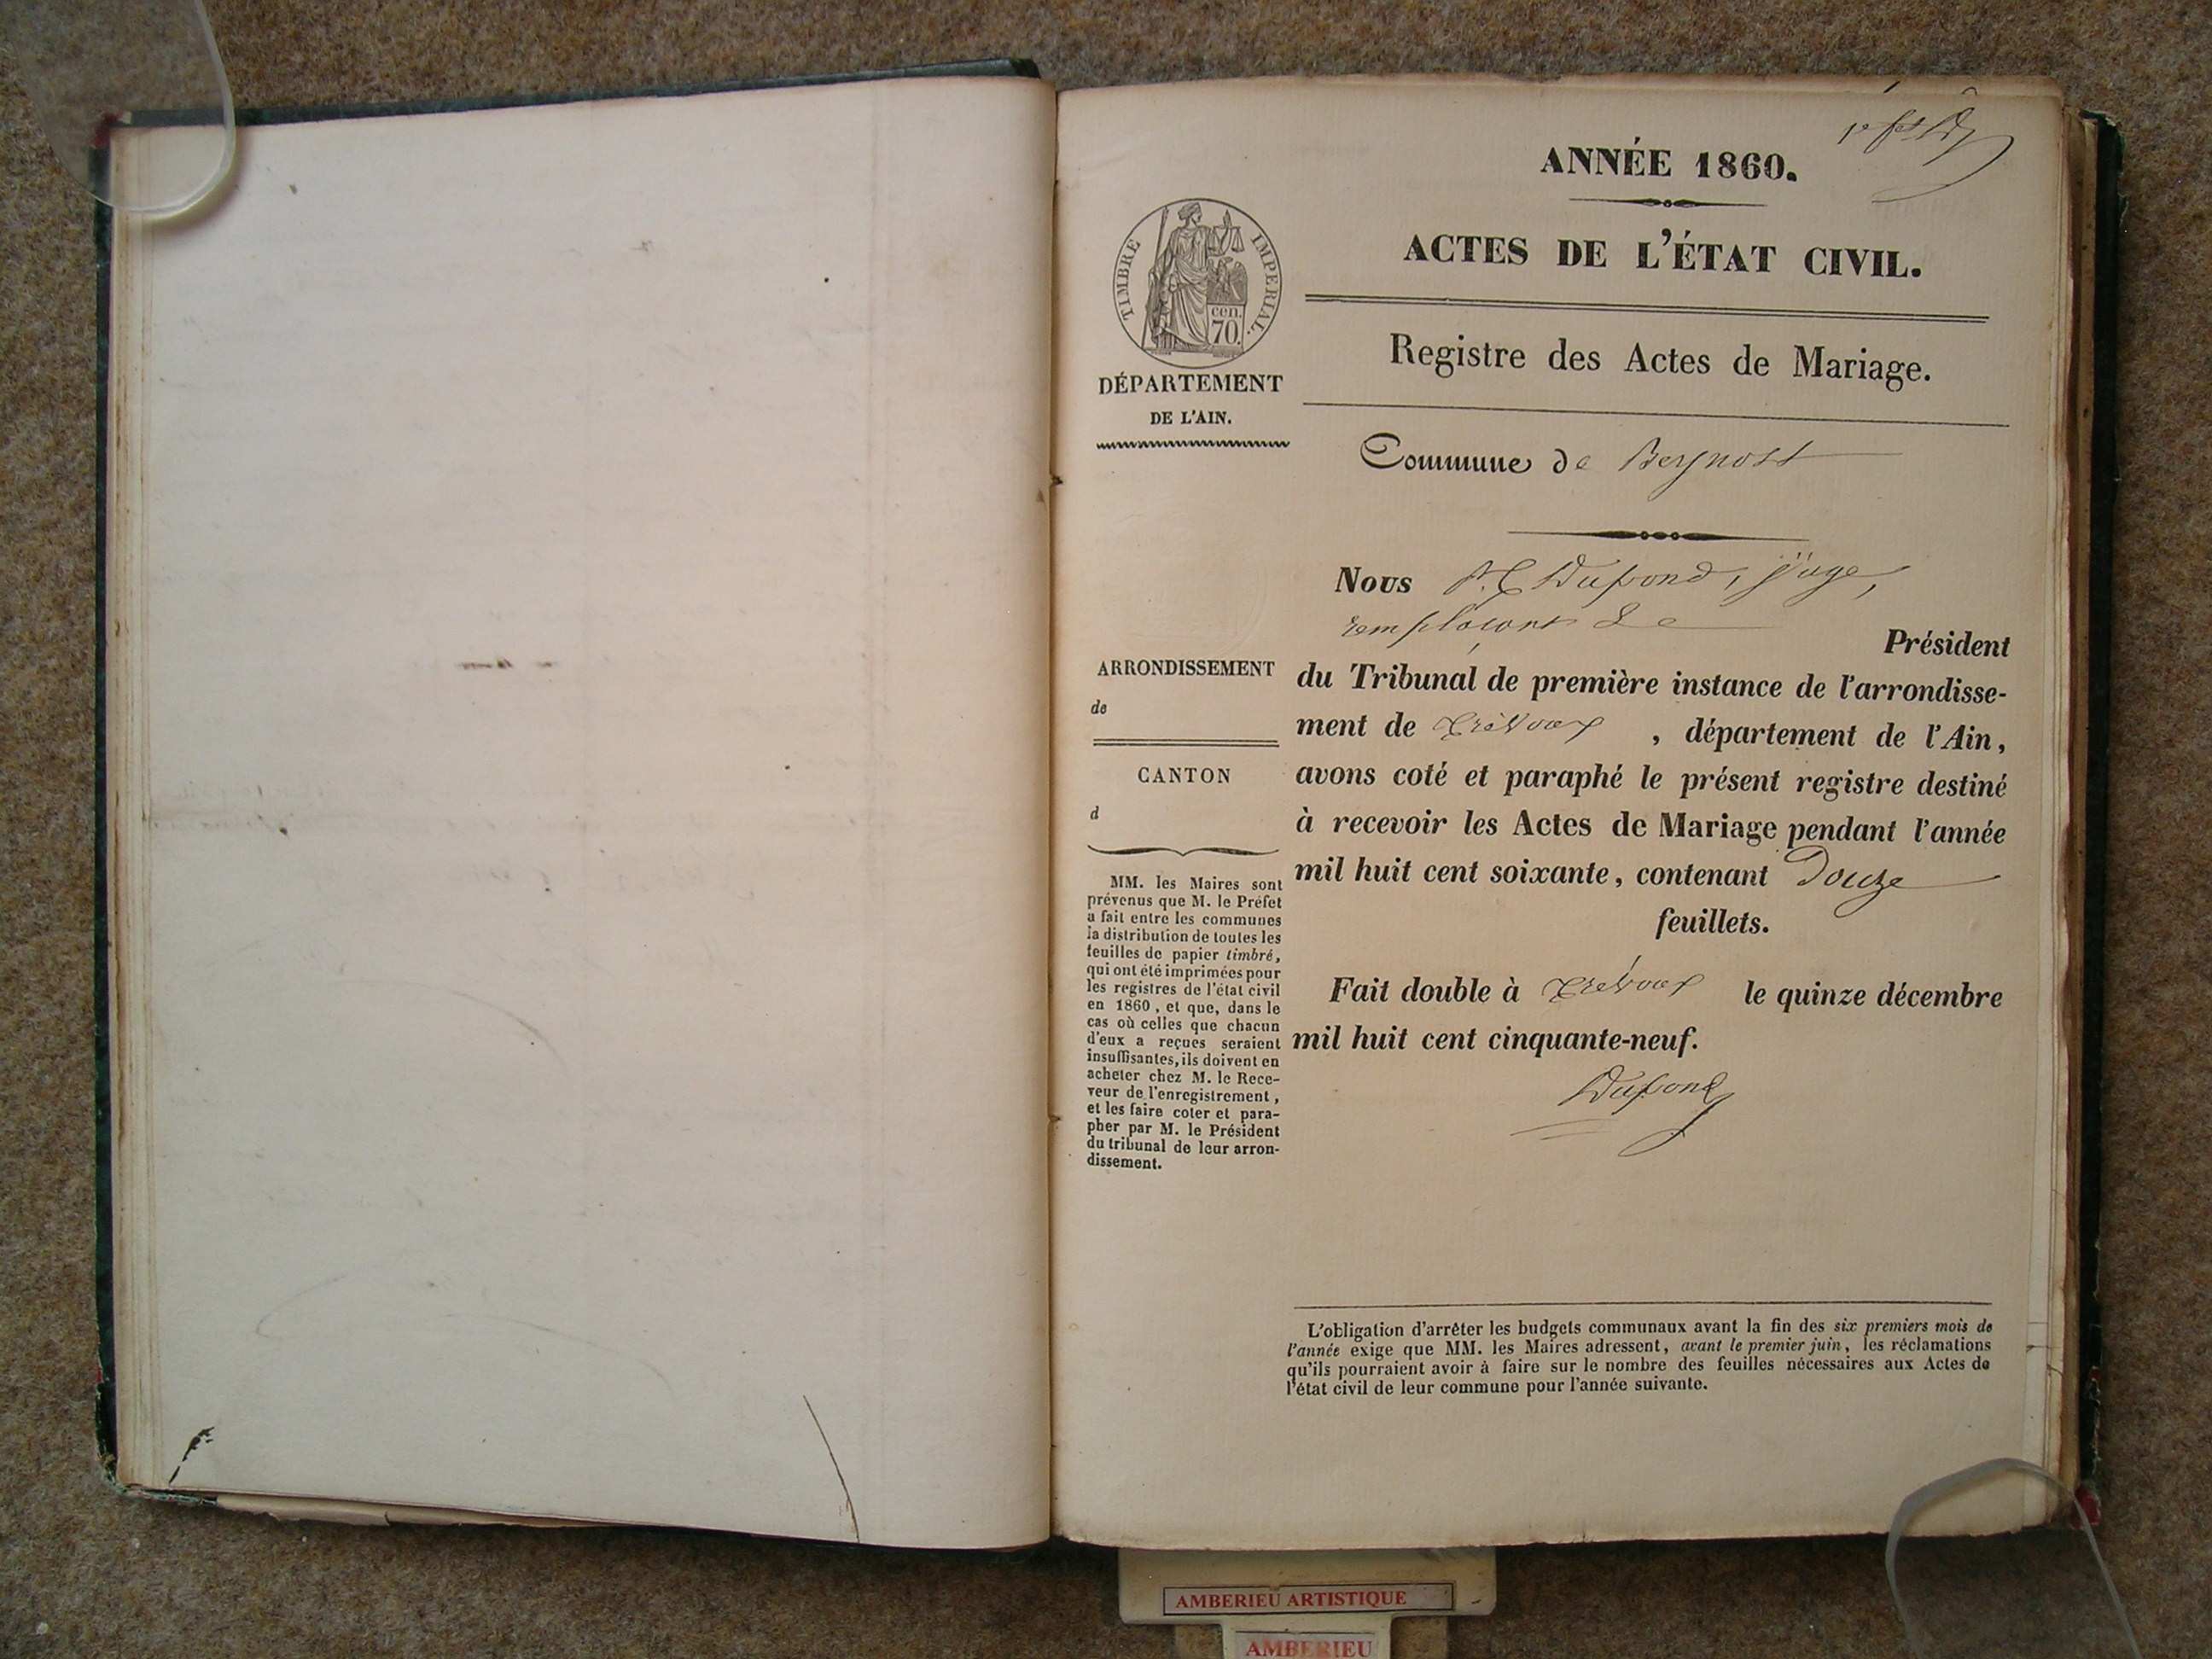 ANNÉE 1860.
ACTES DE L'ÉTAT CIVIL.
Registre des Actes de Mariage.
Commune de Beynost
TIMBRE IMPERIAL.
cen.
70.
DÉPARTEMENT
DE L'AIN.
ARRONDISSEMENT
de
CANTON
d
MM. les Maires sont
prévenus que M. le Préfet
a fait entre les communes
la distribution de toutes les
feuilles de papier timbré,
qui ont été imprimées pour
les registres de l'état civil
en 1860, et que, dans le
cas où celles que chacun
d'eux a reçues seraient
insuffisantes, ils doivent en
acheter chez M. le Rece-
veur de l'enregistrement,
et les faire coter et para-
pher par M. le Président
du tribunal de leur arron-
dissement.
Nous Dupond, juge,
remplaçant Le
Président
du Tribunal de première instance de l'arrondisse-
ment de Trévoux, département de l'Ain,
avons coté et paraphé le présent registre destiné
à recevoir les Actes de Mariage pendant l'année
mil huit cent soixante, contenant Douze
feuillets.
Fait double à Trévoux le quinze décembre
mil huit cent cinquante-neuf.
Dupond
L'obligation d'arrêter les budgets communaux avant la fin des six premiers mois de
l'année exige que MM. les Maires adressent, avant le premier juin, les réclamations
qu'ils pourraient avoir à faire sur le nombre des feuilles nécessaires aux Actes de
l'état civil de leur commune pour l'année suivante.
AMBERIEU ARTISTIQUE
AMBERIEU